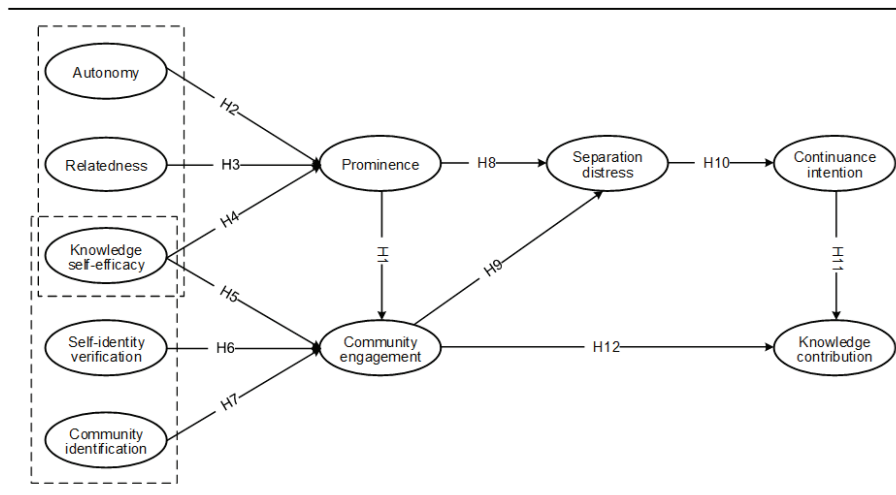 Autonomy
H2
Relatedness
H3
Prominence
H8
Separation
distress
H10
Continuance
intention
H4
Knowledge
self-efficacy
H1
H9
H11
H5
Self-identity
verification
H6
Community
engagement
H12
Knowledge
contribution
H7
Community
identification